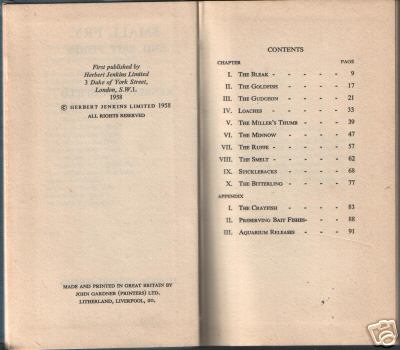 First published by
Herbert Jenkins Limited
3 Duke of York Street,
London, S.W.1.
1958
© HERBERT JENKINS LIMITED 1958
ALL RIGHTS RESERVED
MADE AND PRINTED IN GREAT BRITAIN BY
JOHN GARDNER (PRINTERS) LTD.
LITHERLAND, LIVERPOOL, 20.
CONTENTS
CHAPTER PAGE
I. THE BLEAK - - - - - 9
II. THE GOLDFISH - - - - 17
III. THE GUDGEON - - - - 21
IV. LOACHES - - - - - 33
V. THE MILLER'S THUMB - - - 39
VI. THE MINNOW - - - - 47
VII. THE RUFFE - - - - - 57
VIII. THE SMELT - - - - - 62
IX. STICKLEBACKS - - - - 68
X. THE BITTERLING - - - - 77
APPENDIX
I. THE CRAYFISH - - - - 83
II. PRESERVING BAIT FISHES - - - 88
III. AQUARIUM RELEASES - - - 91